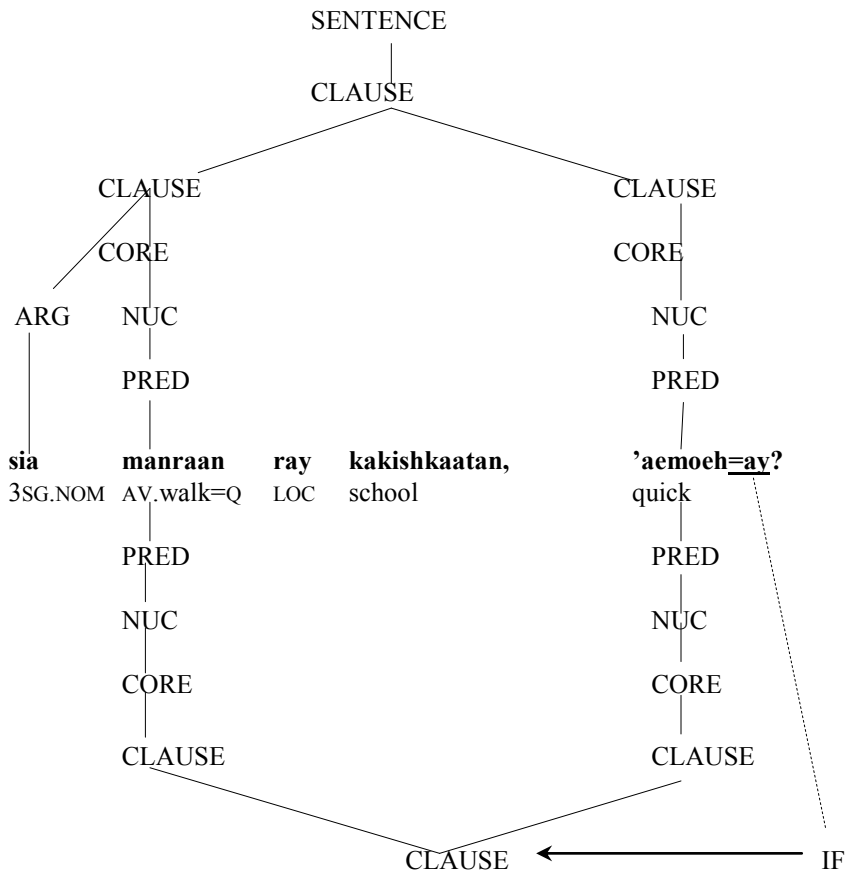 SENTENCE
CLAUSE
CLAUSE CLAUSE
CORE CORE
ARG NUC NUC
PRED PRED
sia manraan ray kakishkaatan, ’aemoeh=ay?
3SG.NOM AV.walk=Q LOC school quick
PRED PRED
NUC NUC
CORE CORE
CLAUSE CLAUSE
CLAUSE IF